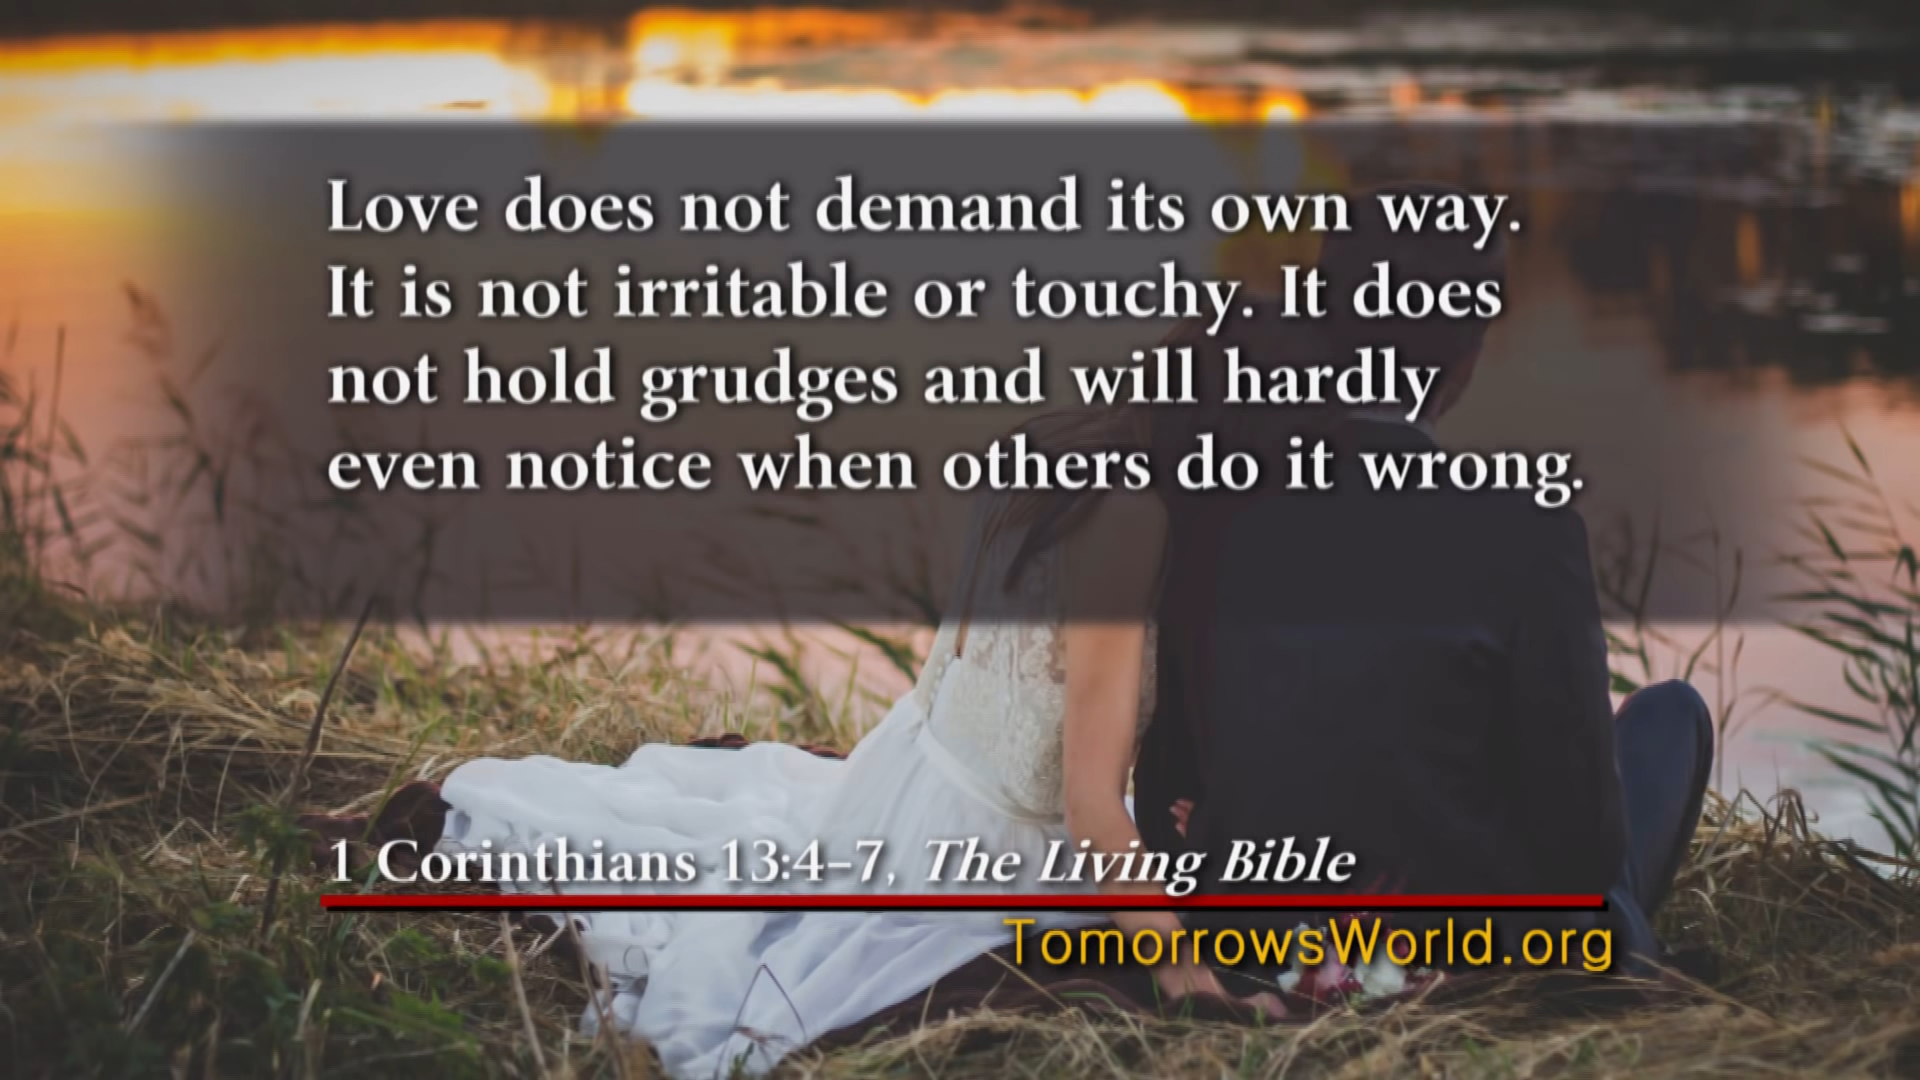 Love does not demand its own way.
It is not irritable or touchy. It does
not hold grudges and will hardly
even notice when others do it wrong.
1 Corinthians 13:4–7, The Living Bible
TomorrowsWorld.org